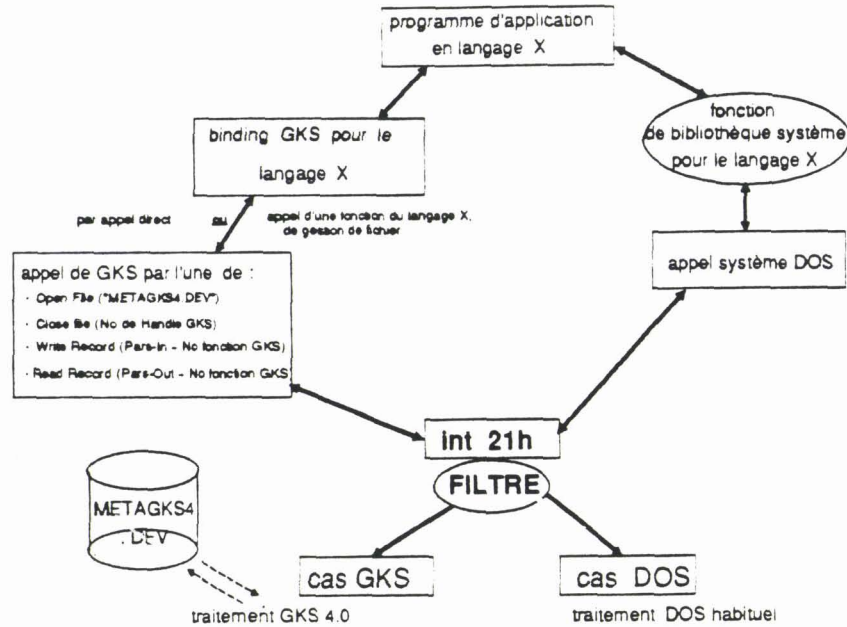 programme d'application
en langage X
binding GKS pour le
langage X
fonction
de bibliothèque système
pour le langage X
par appel direct ou appel d'une fonction du langage X,
de gestion de fichier
appel de GKS par l'une de :
· Open File ("METAGKS4.DEV")
· Close file (No de Handle GKS)
· Write Record (Pars-In - No fonction GKS)
· Read Record (Pars-Out - No fonction GKS
appel système DOS
int 21h
FILTRE
METAGKS4
.DEV
cas GKS
cas DOS
traitement GKS 4.0
traitement DOS habituel